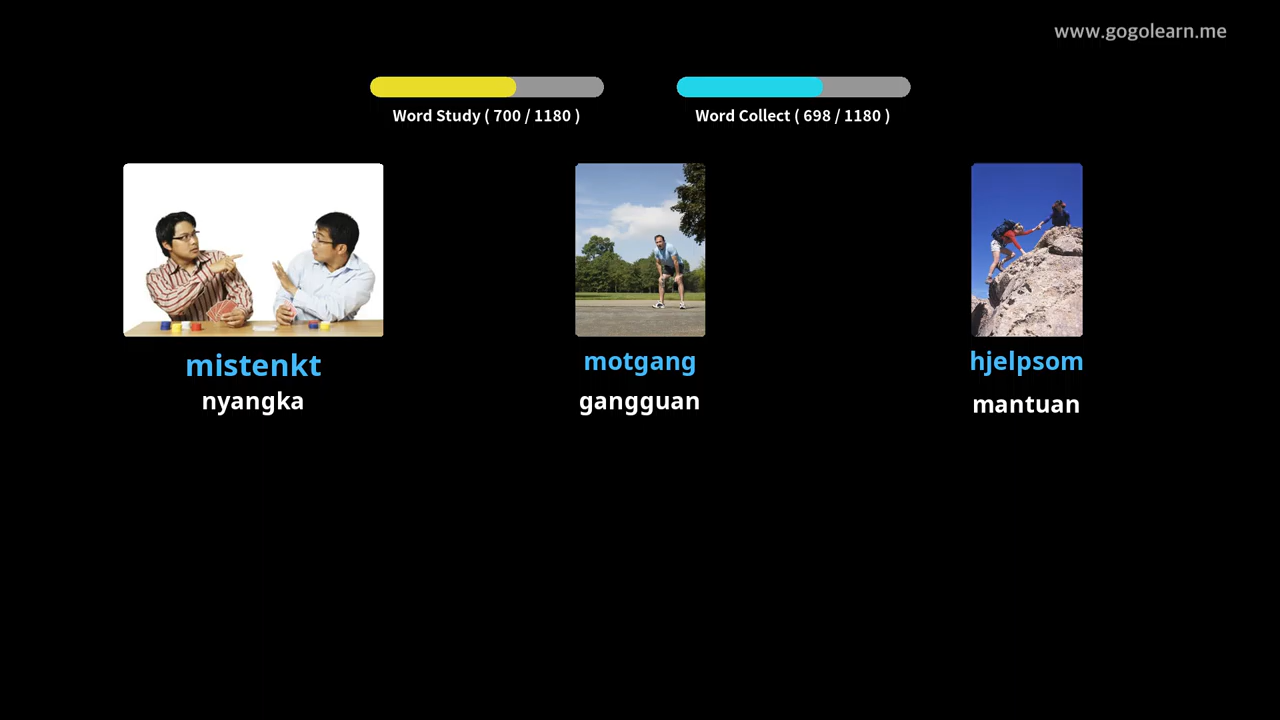 www.gogolearn.me
Word Study ( 700 / 1180 )
Word Collect ( 698 / 1180 )
mistenkt
nyangka
motgang
gangguan
hjelpsom
mantuan